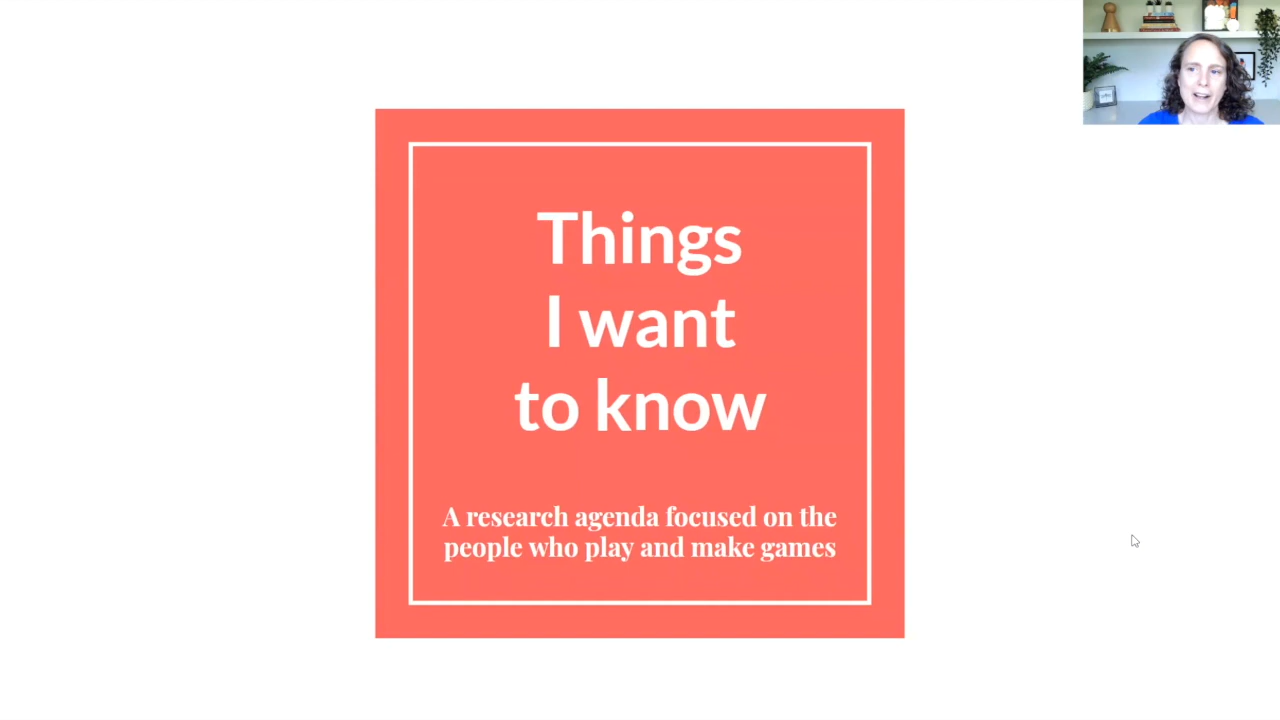 Things
I want
to know
A research agenda focused on the
people who play and make games